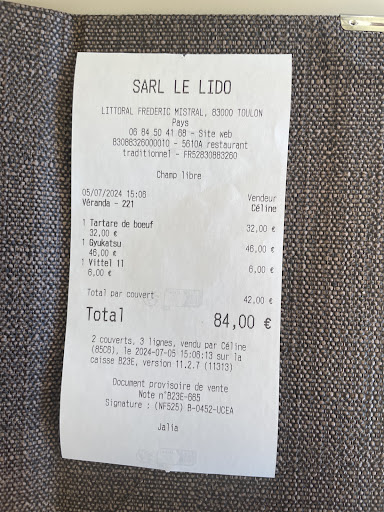 SARL LE LIDO
LITTORAL FREDERIC MISTRAL, 83000 TOULON
Pays
06 84 50 41 68 - Site web
83088326000010 - 5610A restaurant
traditionnel - FR52830883260
Champ libre
05/07/2024 15:06 Vendeur
Véranda - 221 Céline
1 Tartare de boeuf
32,00 € 32,00 €
1 Gyukatsu
46,00 € 46,00 €
1 Vittel 1l
6,00 € 6,00 €
Total par couvert 42,00 €
Total 84,00 €
2 couverts, 3 lignes, vendu par Céline
(85C6), le 2024-07-05 15:06:13 sur la
caisse B23E, version 11.2.7 (11313)
Document provisoire de vente
Note n°B23E-665
Signature : (NF525) B-0452-UCEA
Jalia